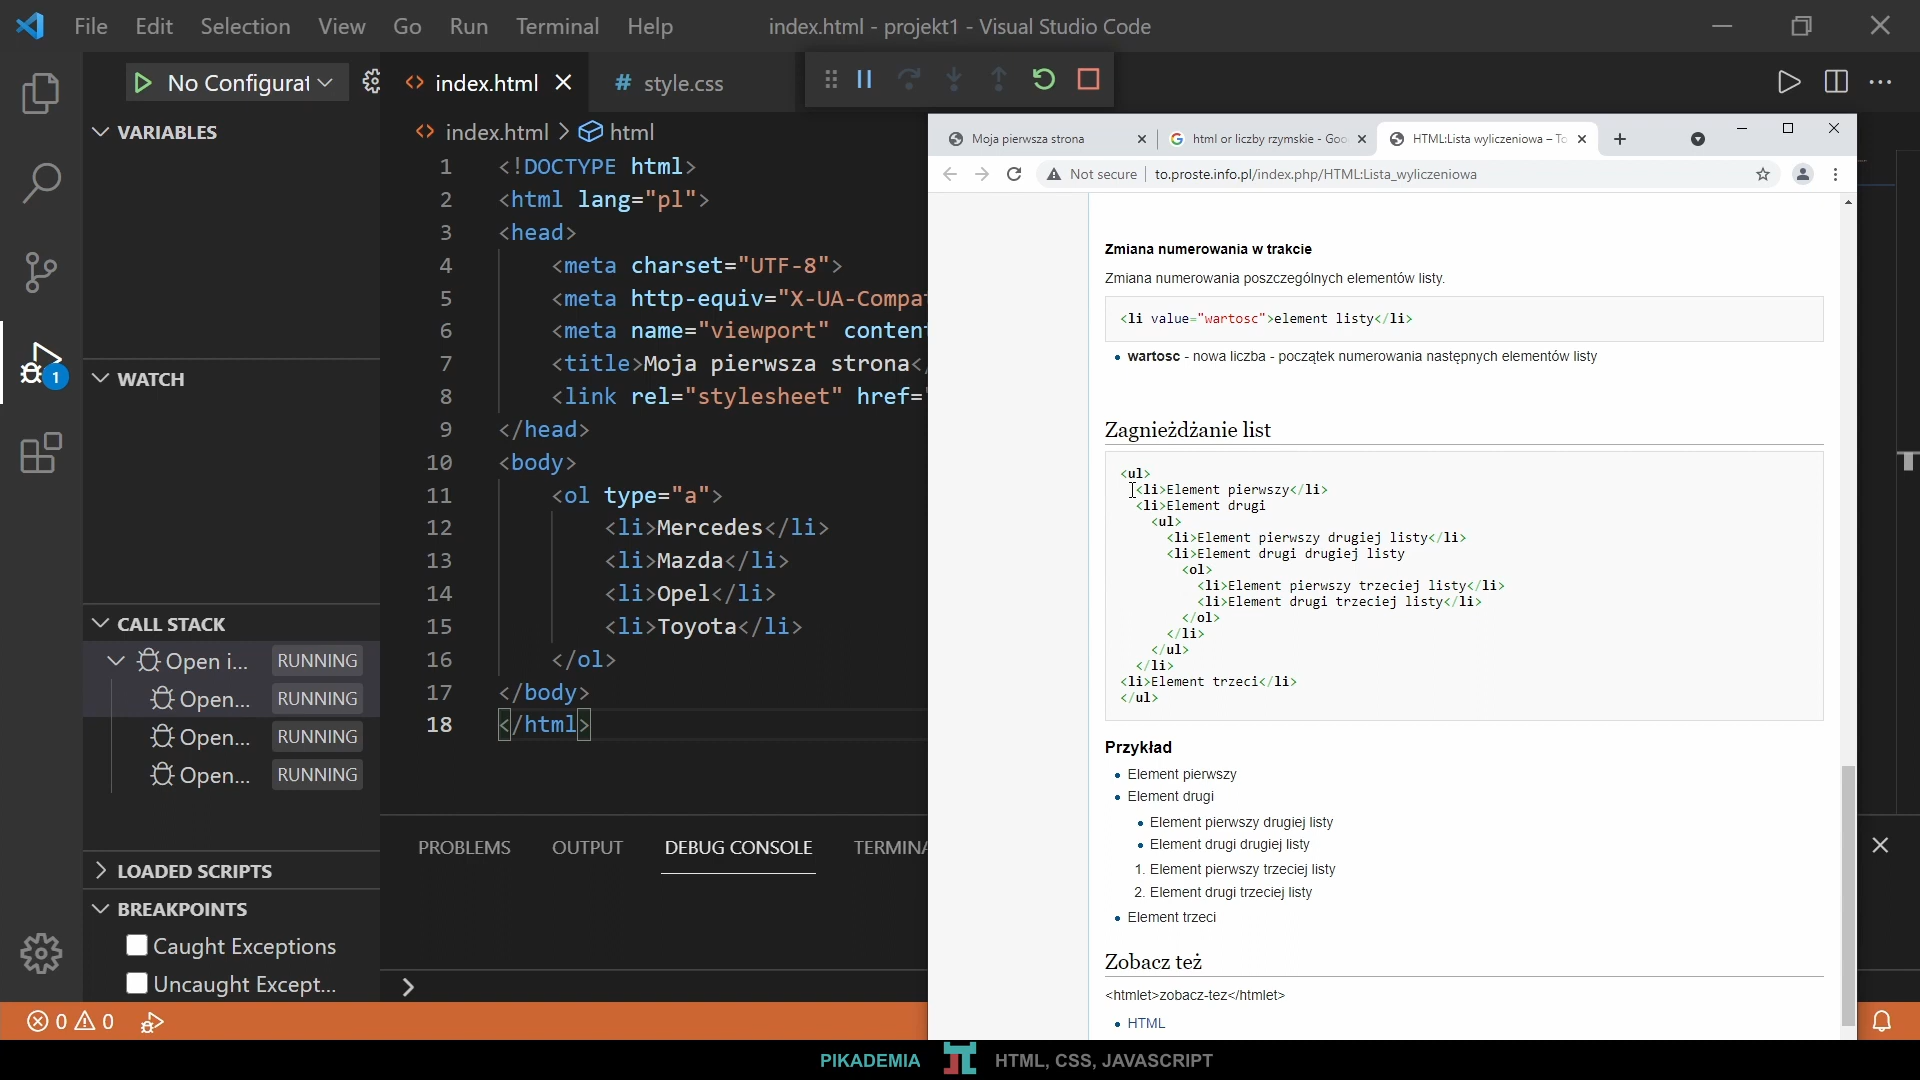 File Edit Selection View Go Run Terminal Help
index.html - projekt1 - Visual Studio Code
No Configurat
index.html
# style.css
VARIABLES
WATCH
CALL STACK
Open i... RUNNING
Open... RUNNING
Open... RUNNING
Open... RUNNING
LOADED SCRIPTS
BREAKPOINTS
Caught Exceptions
Uncaught Except...
1
index.html > html
1 <!DOCTYPE html>
2 <html lang="pl">
3 <head>
4 <meta charset="UTF-8">
5 <meta http-equiv="X-UA-Compat
6 <meta name="viewport" conten
7 <title>Moja pierwsza strona</
8 <link rel="stylesheet" href="
9 </head>
10 <body>
11 <ol type="a">
12 <li>Mercedes</li>
13 <li>Mazda</li>
14 <li>Opel</li>
15 <li>Toyota</li>
16 </ol>
17 </body>
18 </html>
PROBLEMS OUTPUT DEBUG CONSOLE TERMINA
0 0
Moja pierwsza strona
html or liczby rzymskie - Goo
HTML:Lista wyliczeniowa – To
Not secure
to.proste.info.pl/index.php/HTML:Lista_wyliczeniowa
Zmiana numerowania w trakcie
Zmiana numerowania poszczególnych elementów listy.
<li value="wartosc">element listy</li>
wartosc - nowa liczba - początek numerowania następnych elementów listy
Zagnieżdżanie list
<ul>
<li>Element pierwszy</li>
<li>Element drugi
<ul>
<li>Element pierwszy drugiej listy</li>
<li>Element drugi drugiej listy
<ol>
<li>Element pierwszy trzeciej listy</li>
<li>Element drugi trzeciej listy</li>
</ol>
</li>
</ul>
</li>
<li>Element trzeci</li>
</ul>
Przykład
Element pierwszy
Element drugi
Element pierwszy drugiej listy
Element drugi drugiej listy
1. Element pierwszy trzeciej listy
2. Element drugi trzeciej listy
Element trzeci
Zobacz też
<htmlet>zobacz-tez</htmlet>
HTML
PIKADEMIA HTML, CSS, JAVASCRIPT